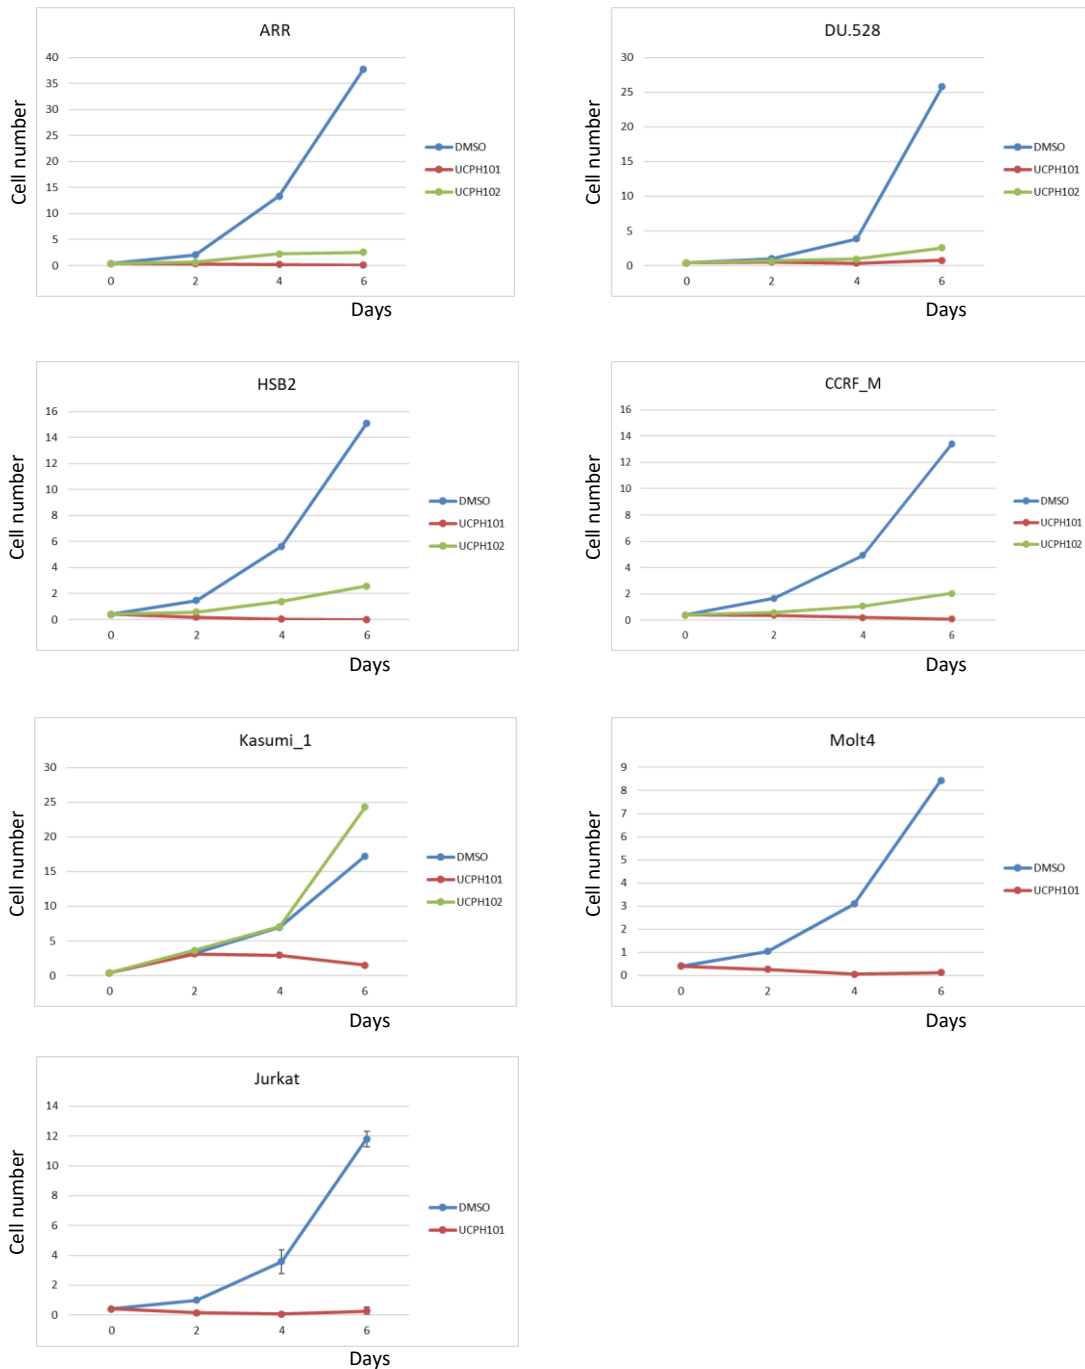 ARR
Cell number
40
35
30
25
20
15
10
5
0
0 2 4 6
Days
DMSO
UCPH101
UCPH102
DU.528
Cell number
30
25
20
15
10
5
0
0 2 4 6
Days
DMSO
UCPH101
UCPH102
HSB2
Cell number
16
14
12
10
8
6
4
2
0
0 2 4 6
Days
DMSO
UCPH101
UCPH102
CCRF_M
Cell number
16
14
12
10
8
6
4
2
0
0 2 4 6
Days
DMSO
UCPH101
UCPH102
Kasumi_1
Cell number
30
25
20
15
10
5
0
0 2 4 6
Days
DMSO
UCPH101
UCPH102
Molt4
Cell number
9
8
7
6
5
4
3
2
1
0
0 2 4 6
Days
DMSO
UCPH101
Jurkat
Cell number
14
12
10
8
6
4
2
0
0 2 4 6
Days
DMSO
UCPH101